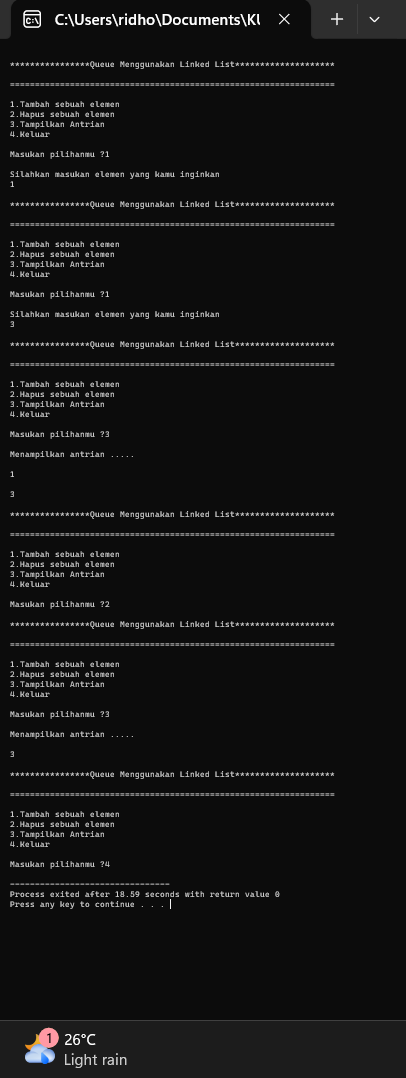 C:\Users\ridho\Documents\KU
****************Queue Menggunakan Linked List********************
=================================================================
1.Tambah sebuah elemen
2.Hapus sebuah elemen
3.Tampilkan Antrian
4.Keluar
Masukan pilihanmu ?1
Silahkan masukan elemen yang kamu inginkan
1
****************Queue Menggunakan Linked List********************
=================================================================
1.Tambah sebuah elemen
2.Hapus sebuah elemen
3.Tampilkan Antrian
4.Keluar
Masukan pilihanmu ?1
Silahkan masukan elemen yang kamu inginkan
3
****************Queue Menggunakan Linked List********************
=================================================================
1.Tambah sebuah elemen
2.Hapus sebuah elemen
3.Tampilkan Antrian
4.Keluar
Masukan pilihanmu ?3
Menampilkan antrian .....
1
3
****************Queue Menggunakan Linked List********************
=================================================================
1.Tambah sebuah elemen
2.Hapus sebuah elemen
3.Tampilkan Antrian
4.Keluar
Masukan pilihanmu ?2
****************Queue Menggunakan Linked List********************
=================================================================
1.Tambah sebuah elemen
2.Hapus sebuah elemen
3.Tampilkan Antrian
4.Keluar
Masukan pilihanmu ?3
Menampilkan antrian .....
3
****************Queue Menggunakan Linked List********************
=================================================================
1.Tambah sebuah elemen
2.Hapus sebuah elemen
3.Tampilkan Antrian
4.Keluar
Masukan pilihanmu ?4
--------------------------------
Process exited after 18.59 seconds with return value 0
Press any key to continue . . .
1
26°C
Light rain